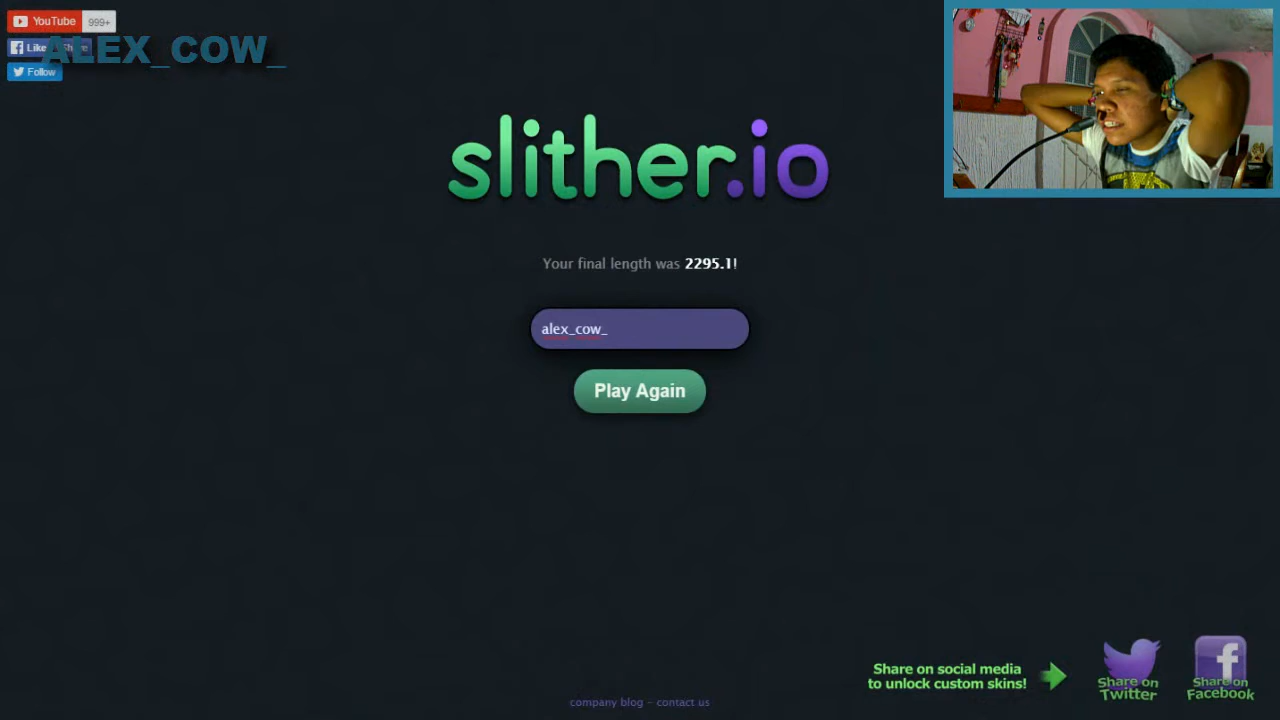 YouTube 999+
Like Share
ALEX_COW_
Follow
slither.io
Your final length was 2295.1!
alex_cow_
Play Again
Share on social media
to unlock custom skins!
Share on
Twitter
Share on
Facebook
company blog - contact us